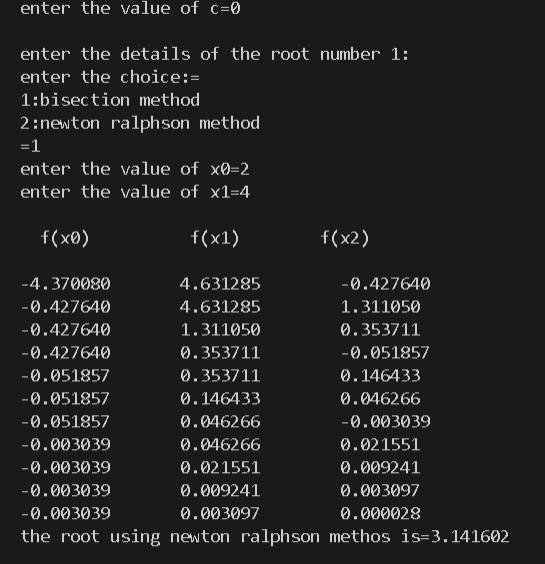 enter the value of c=0
enter the details of the root number 1:
enter the choice:=
1:bisection method
2:newton ralphson method
=1
enter the value of x0=2
enter the value of x1=4
f(x0) f(x1) f(x2)
-4.370080 4.631285 -0.427640
-0.427640 4.631285 1.311050
-0.427640 1.311050 0.353711
-0.427640 0.353711 -0.051857
-0.051857 0.353711 0.146433
-0.051857 0.146433 0.046266
-0.051857 0.046266 -0.003039
-0.003039 0.046266 0.021551
-0.003039 0.021551 0.009241
-0.003039 0.009241 0.003097
-0.003039 0.003097 0.000028
the root using newton ralphson methos is=3.141602